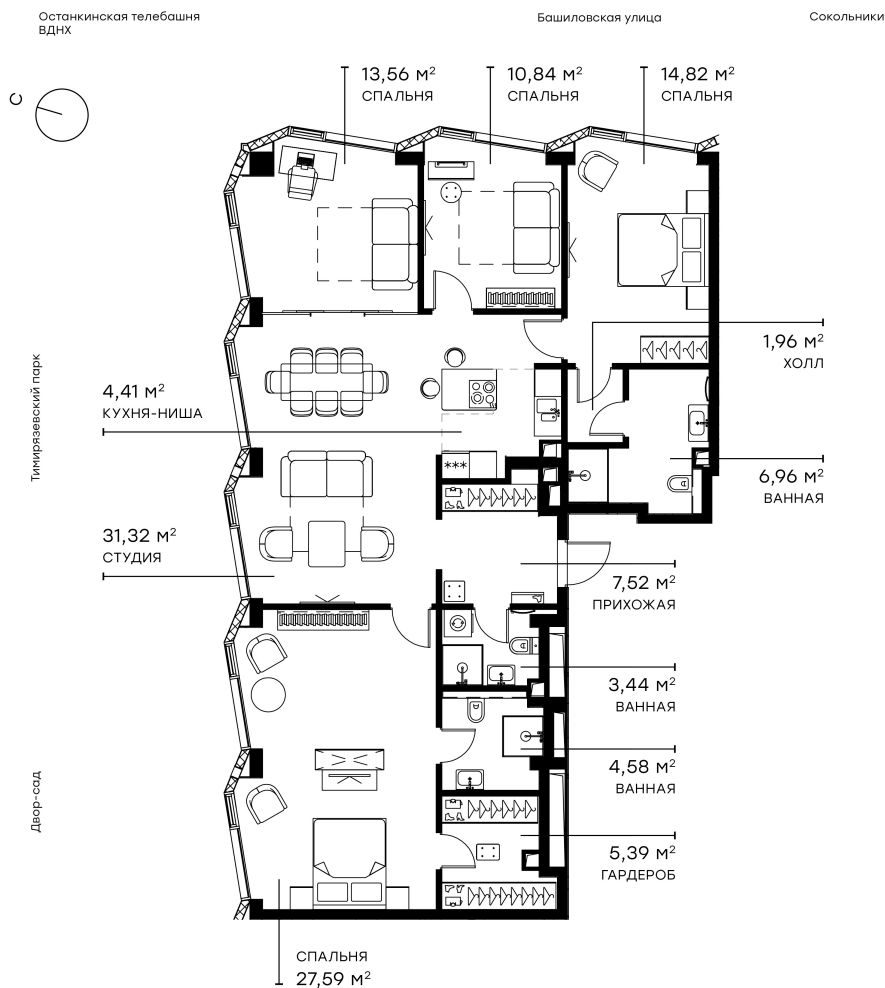 Останкинская телебашня
ВДНХ
Башиловская улица
Сокольники
С
13,56 м²
СПАЛЬНЯ
10,84 м²
СПАЛЬНЯ
14,82 м²
СПАЛЬНЯ
1,96 м²
ХОЛЛ
Тимирязевский парк
4,41 м²
КУХНЯ-НИША
6,96 м²
ВАННАЯ
31,32 м²
СТУДИЯ
7,52 м²
ПРИХОЖАЯ
3,44 м²
ВАННАЯ
4,58 м²
ВАННАЯ
Двор-сад
5,39 м²
ГАРДЕРОБ
СПАЛЬНЯ
27,59 м²